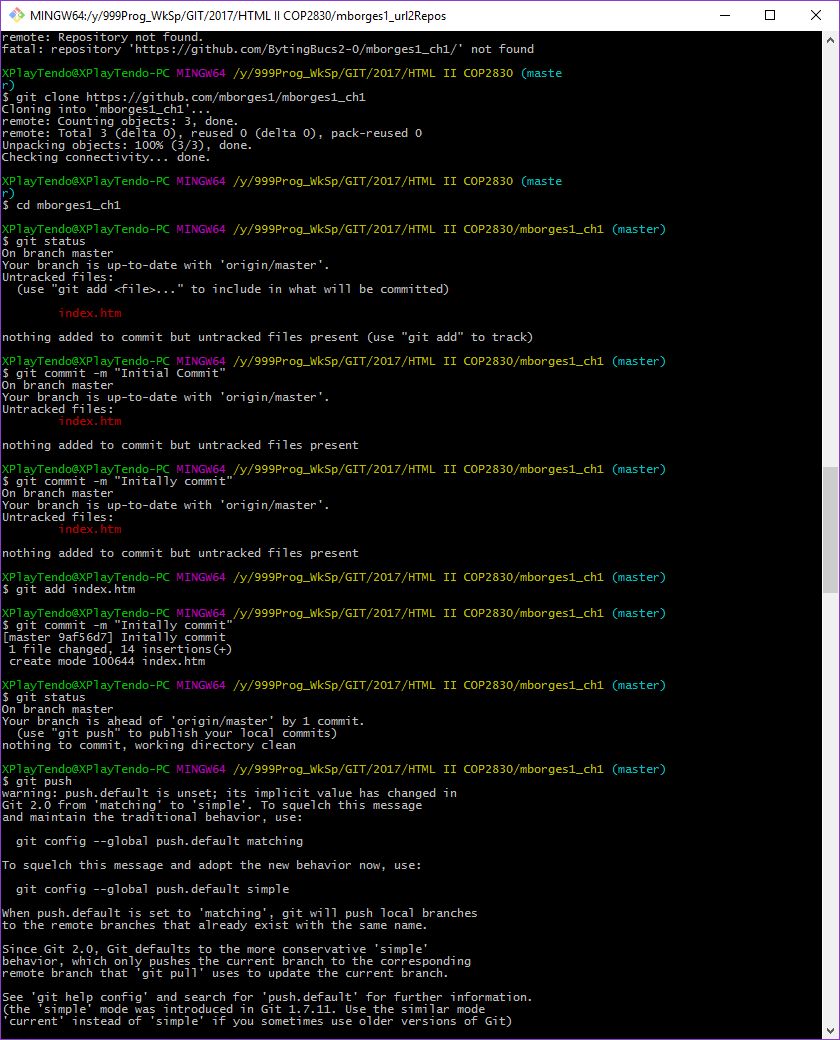 MINGW64:/y/999Prog_WkSp/GIT/2017/HTML II COP2830/mborges1_url2Repos
remote: Repository not found.
fatal: repository 'https://github.com/BytingBucs2-0/mborges1_ch1/' not found
XPlayTendo@XPlayTendo-PC MINGW64 /y/999Prog_WkSp/GIT/2017/HTML II COP2830 (maste
r)
$ git clone https://github.com/mborges1/mborges1_ch1
Cloning into 'mborges1_ch1'...
remote: Counting objects: 3, done.
remote: Total 3 (delta 0), reused 0 (delta 0), pack-reused 0
Unpacking objects: 100% (3/3), done.
Checking connectivity... done.
XPlayTendo@XPlayTendo-PC MINGW64 /y/999Prog_WkSp/GIT/2017/HTML II COP2830 (maste
r)
$ cd mborges1_ch1
XPlayTendo@XPlayTendo-PC MINGW64 /y/999Prog_WkSp/GIT/2017/HTML II COP2830/mborges1_ch1 (master)
$ git status
On branch master
Your branch is up-to-date with 'origin/master'.
Untracked files:
  (use "git add <file>..." to include in what will be committed)
        index.htm
nothing added to commit but untracked files present (use "git add" to track)
XPlayTendo@XPlayTendo-PC MINGW64 /y/999Prog_WkSp/GIT/2017/HTML II COP2830/mborges1_ch1 (master)
$ git commit -m "Initial Commit"
On branch master
Your branch is up-to-date with 'origin/master'.
Untracked files:
        index.htm
nothing added to commit but untracked files present
XPlayTendo@XPlayTendo-PC MINGW64 /y/999Prog_WkSp/GIT/2017/HTML II COP2830/mborges1_ch1 (master)
$ git commit -m "Initally commit"
On branch master
Your branch is up-to-date with 'origin/master'.
Untracked files:
        index.htm
nothing added to commit but untracked files present
XPlayTendo@XPlayTendo-PC MINGW64 /y/999Prog_WkSp/GIT/2017/HTML II COP2830/mborges1_ch1 (master)
$ git add index.htm
XPlayTendo@XPlayTendo-PC MINGW64 /y/999Prog_WkSp/GIT/2017/HTML II COP2830/mborges1_ch1 (master)
$ git commit -m "Initally commit"
[master 9af56d7] Initally commit
 1 file changed, 14 insertions(+)
 create mode 100644 index.htm
XPlayTendo@XPlayTendo-PC MINGW64 /y/999Prog_WkSp/GIT/2017/HTML II COP2830/mborges1_ch1 (master)
$ git status
On branch master
Your branch is ahead of 'origin/master' by 1 commit.
  (use "git push" to publish your local commits)
nothing to commit, working directory clean
XPlayTendo@XPlayTendo-PC MINGW64 /y/999Prog_WkSp/GIT/2017/HTML II COP2830/mborges1_ch1 (master)
$ git push
warning: push.default is unset; its implicit value has changed in
Git 2.0 from 'matching' to 'simple'. To squelch this message
and maintain the traditional behavior, use:
  git config --global push.default matching
To squelch this message and adopt the new behavior now, use:
  git config --global push.default simple
When push.default is set to 'matching', git will push local branches
to the remote branches that already exist with the same name.
Since Git 2.0, Git defaults to the more conservative 'simple'
behavior, which only pushes the current branch to the corresponding
remote branch that 'git pull' uses to update the current branch.
See 'git help config' and search for 'push.default' for further information.
(the 'simple' mode was introduced in Git 1.7.11. Use the similar mode
'current' instead of 'simple' if you sometimes use older versions of Git)